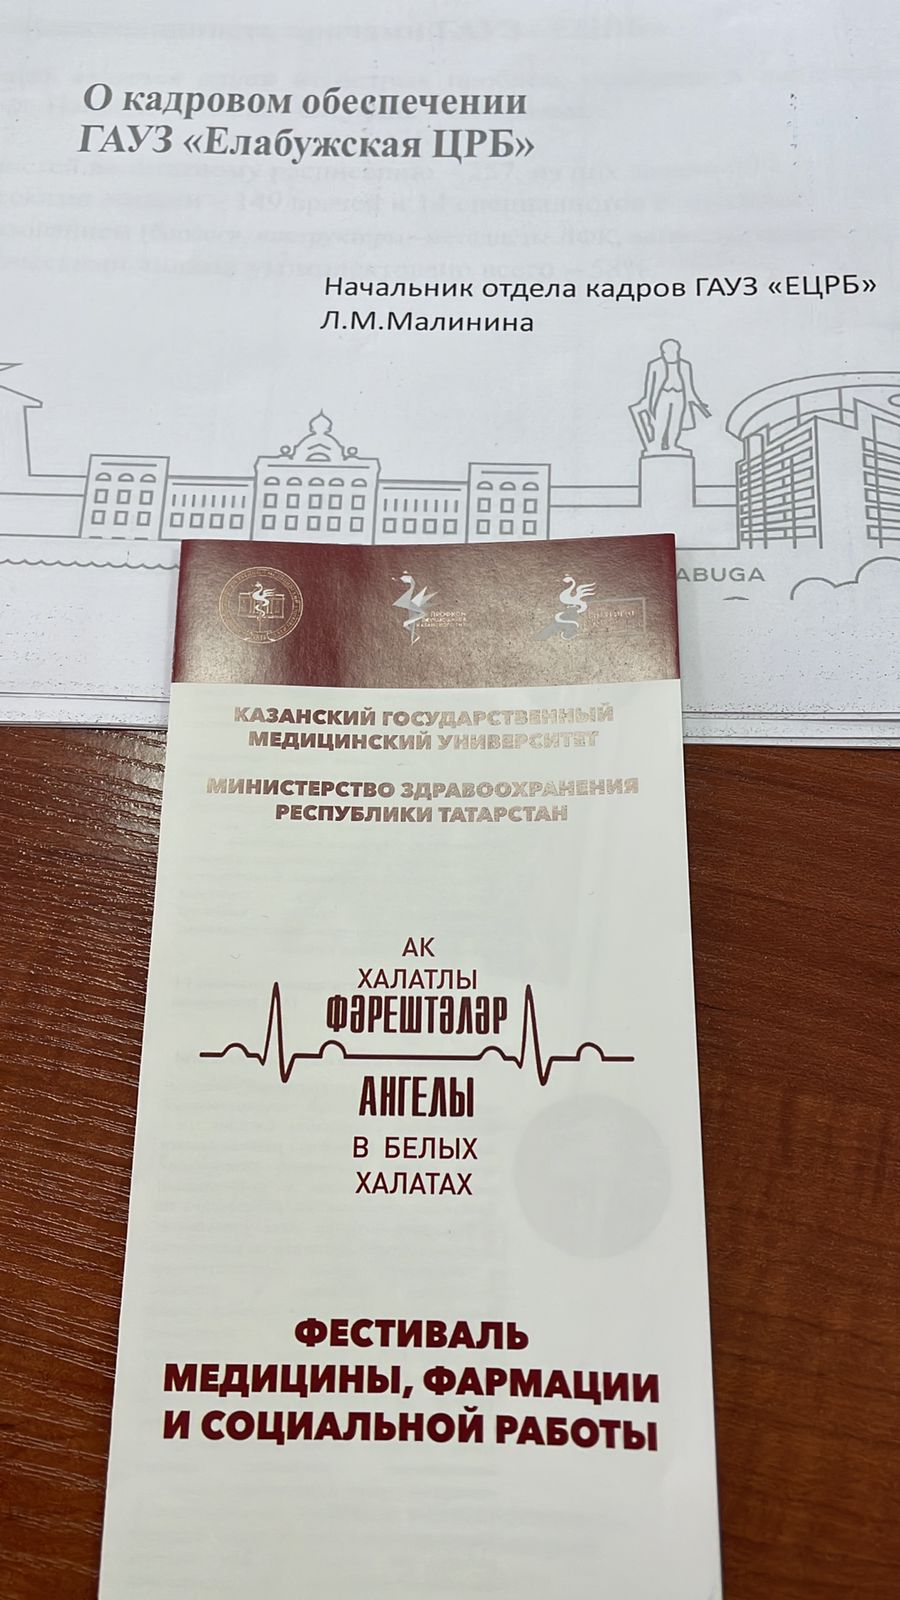 О кадровом обеспечении
ГАУЗ «Елабужская ЦРБ»
Начальник отдела кадров ГАУЗ «ЕЦРБ»
Л.М.Малинина
ABUGA
КАЗАНСКИЙ ГОСУДАРСТВЕННЫЙ
МЕДИЦИНСКИЙ УНИВЕРСИТЕТ
МИНИСТЕРСТВО ЗДРАВООХРАНЕНИЯ
РЕСПУБЛИКИ ТАТАРСТАН
АК
ХАЛАТЛЫ
ФӘРЕШТӘЛӘР
АНГЕЛЫ
В БЕЛЫХ
ХАЛАТАХ
ФЕСТИВАЛЬ
МЕДИЦИНЫ, ФАРМАЦИИ
И СОЦИАЛЬНОЙ РАБОТЫ